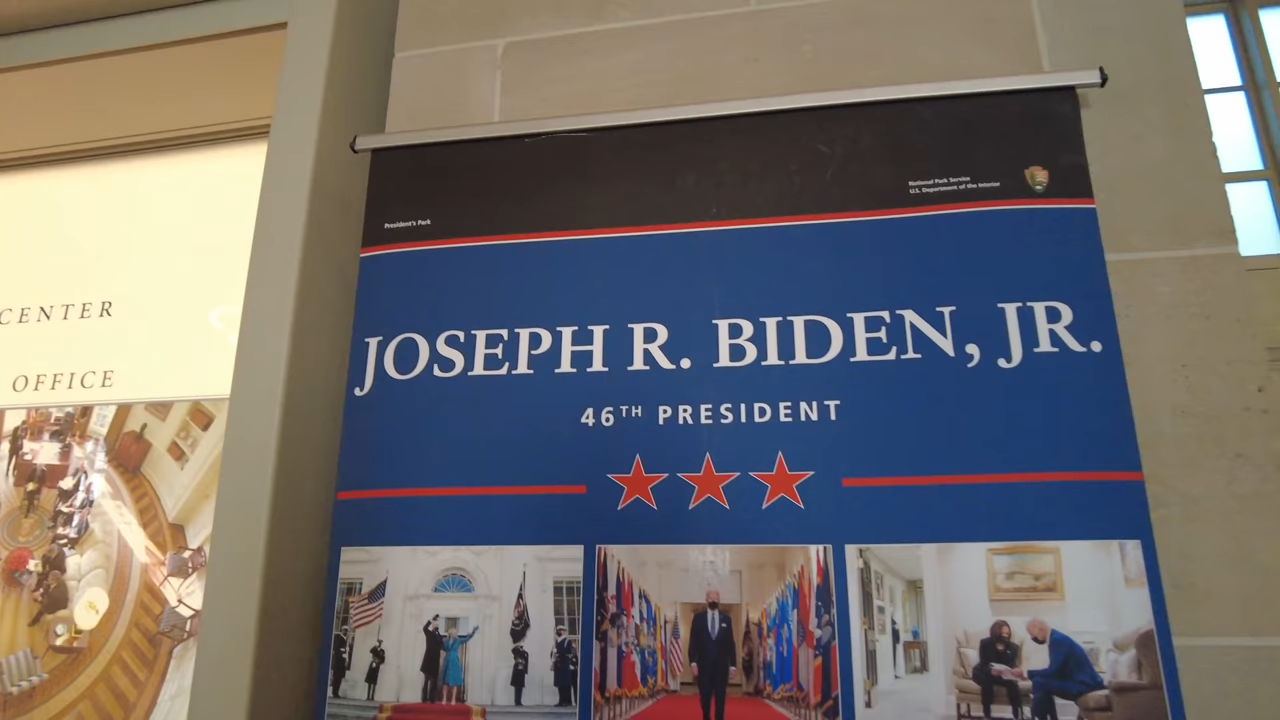 CENTER
OFFICE
President's Park
National Park Service
U.S. Department of the Interior
JOSEPH R. BIDEN, JR.
46TH PRESIDENT